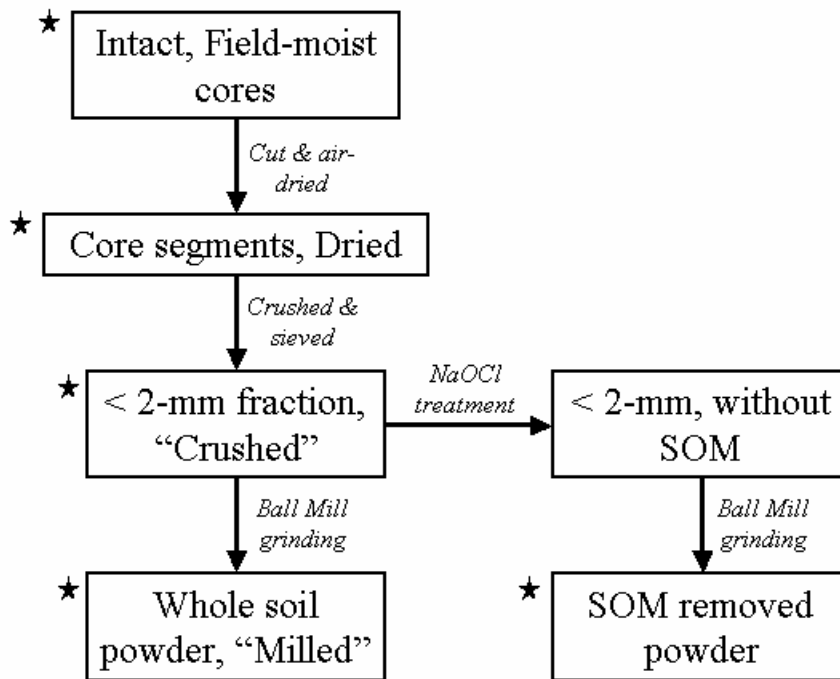 ★
Intact, Field-moist
cores
Cut & air-
dried
★
Core segments, Dried
Crushed &
sieved
★
< 2-mm fraction,
“Crushed”
NaOCl
treatment
< 2-mm, without
SOM
Ball Mill
grinding
Ball Mill
grinding
★
Whole soil
powder, “Milled”
★
SOM removed
powder